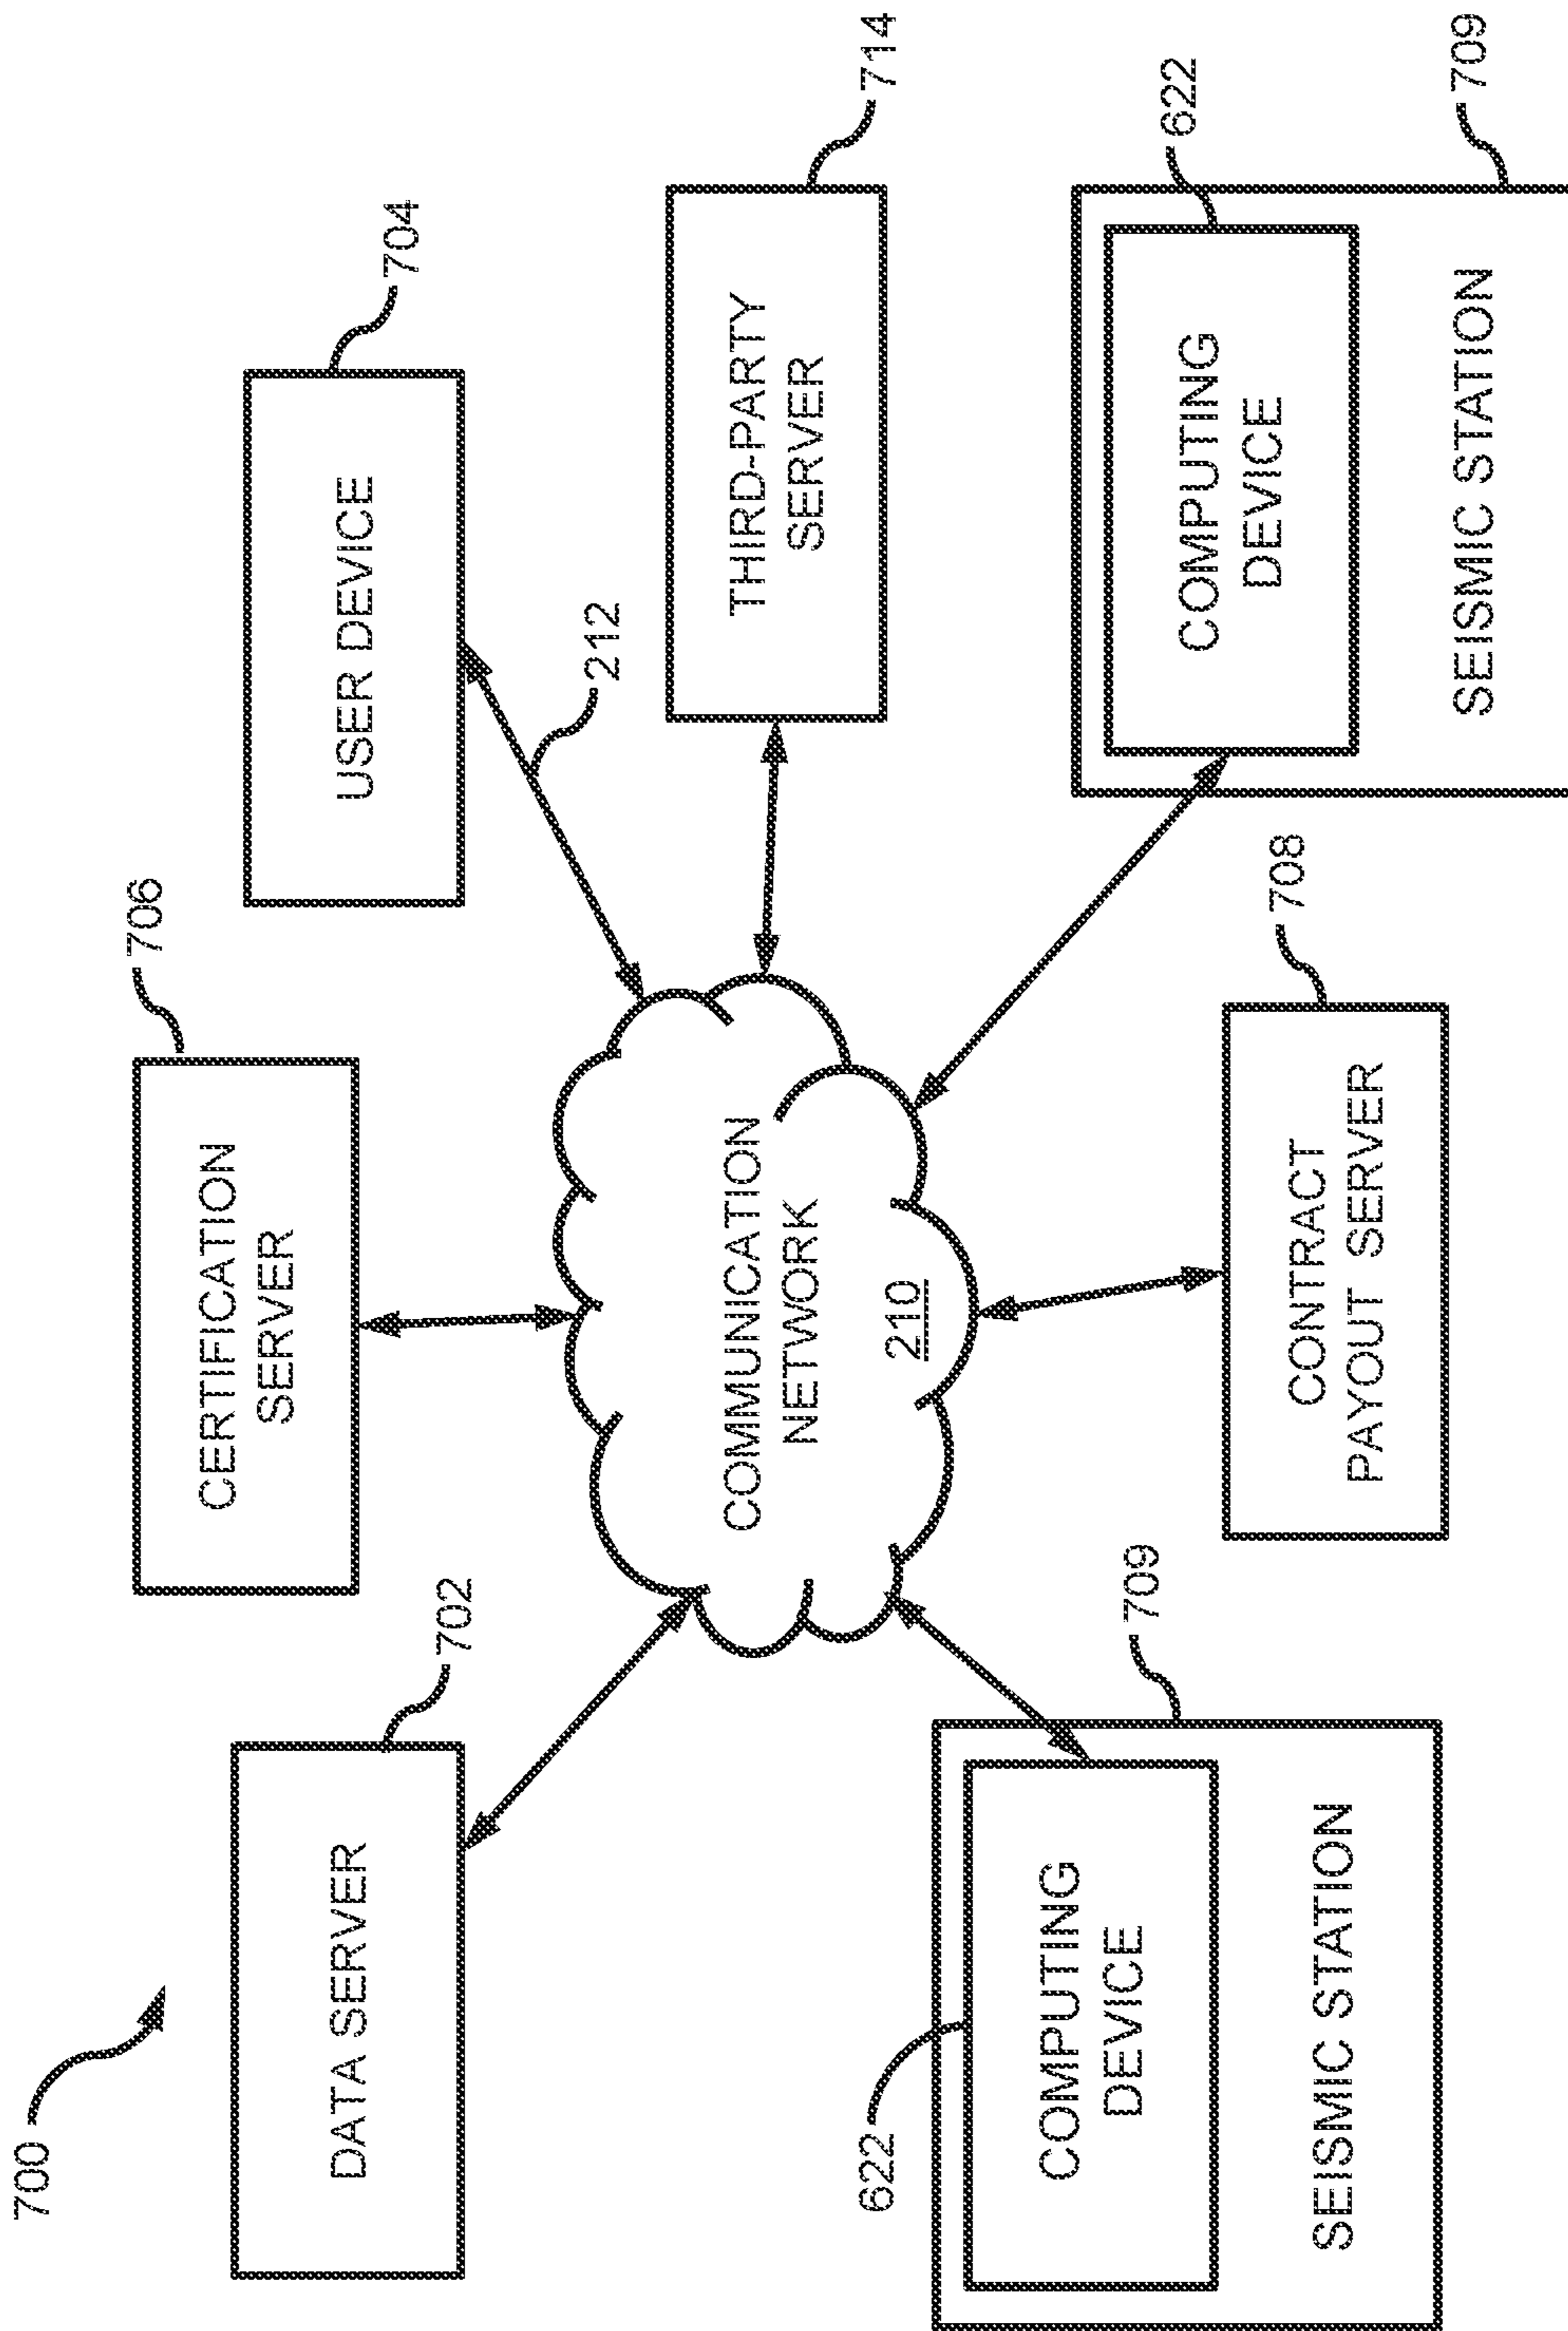 700
706
CERTIFICATION
SERVER
704
USER DEVICE
702
DATA SERVER
212
714
THIRD-PARTY
SERVER
COMMUNICATION
NETWORK
210
622
COMPUTING
DEVICE
SEISMIC STATION
709
708
CONTRACT
PAYOUT SERVER
622
COMPUTING
DEVICE
SEISMIC STATION
709